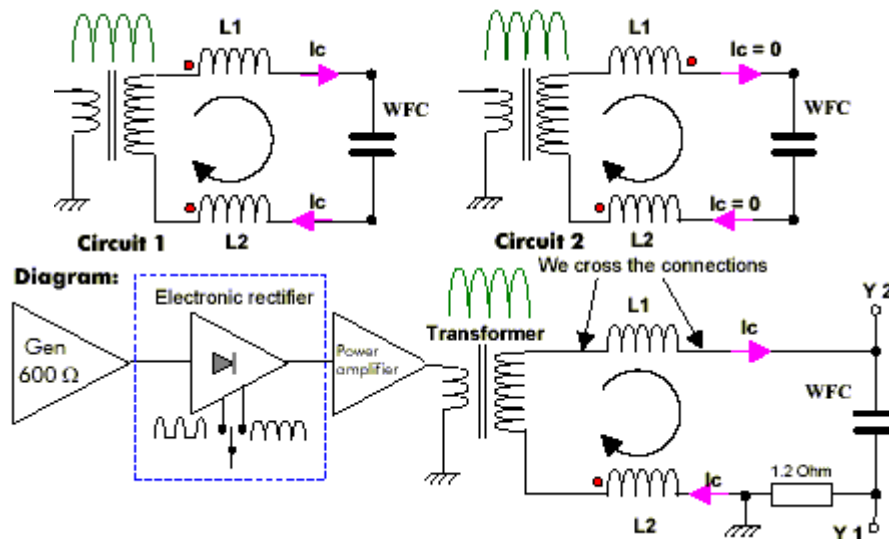 L1
Ic
WFC
Ic
L2
Circuit 1
L1
Ic = 0
WFC
Ic = 0
L2
Circuit 2
We cross the connections
Diagram:
Electronic rectifier
Gen
600 Ω
Power
amplifier
Transformer
L1
Ic
Y 2
WFC
Ic
1.2 Ohm
L2
Y 1